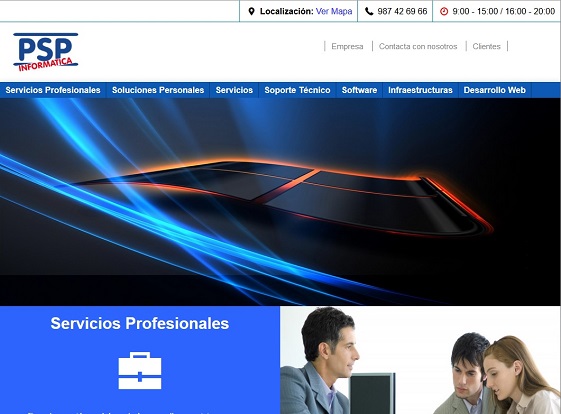 Localización: Ver Mapa
987 42 69 66
9:00 - 15:00 / 16:00 - 20:00
PSP
INFORMATICA
Empresa
Contacta con nosotros
Clientes
Servicios Profesionales
Soluciones Personales
Servicios
Soporte Técnico
Software
Infraestructuras
Desarrollo Web
Servicios Profesionales